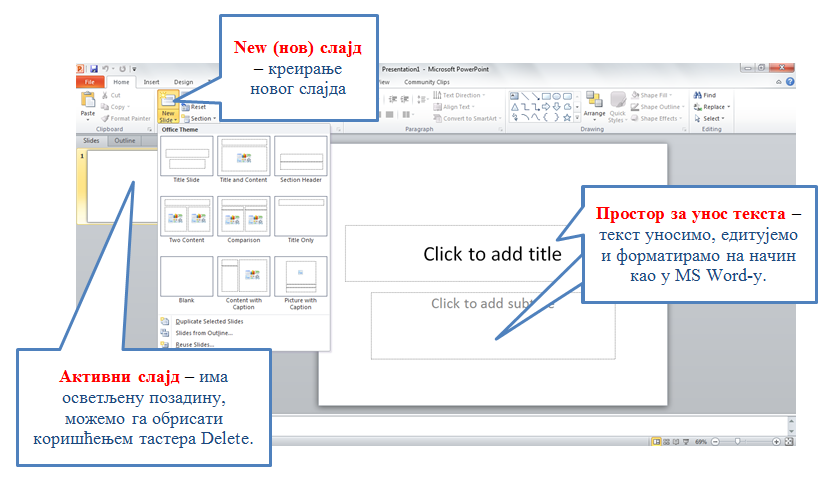 New (нов) слајд
– креирање
новог слајда
Presentation1 - Microsoft PowerPoint
File Home Insert Design View Community Clips
Paste
Cut
Copy
Format Painter
Clipboard
New
Slide
Reset
Section
Text Direction
Align Text
Convert to SmartArt
Paragraph
Arrange
Quick
Styles
Shape Fill
Shape Outline
Shape Effects
Drawing
Find
Replace
Select
Editing
Slides Outline
1
Office Theme
Title Slide Title and Content Section Header
Two Content Comparison Title Only
Blank Content with Caption Picture with Caption
Duplicate Selected Slides
Slides from Outline...
Reuse Slides...
Click to add title
Click to add
Простор за унос текста –
текст уносимо, едитујемо
и форматирамо на начин
као у MS Word-у.
Активни слајд – има
осветљену позадину,
можемо га обрисати
коришћењем тастера Delete.
69%